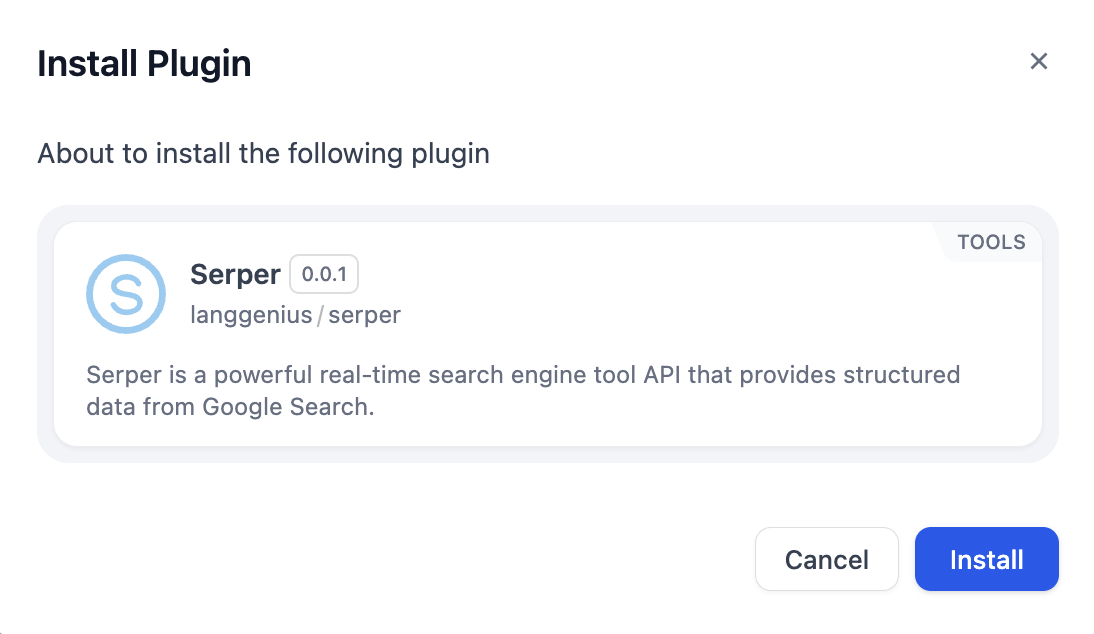 Install Plugin
About to install the following plugin
TOOLS
Serper 0.0.1
langgenius / serper
Serper is a powerful real-time search engine tool API that provides structured
data from Google Search.
Cancel Install